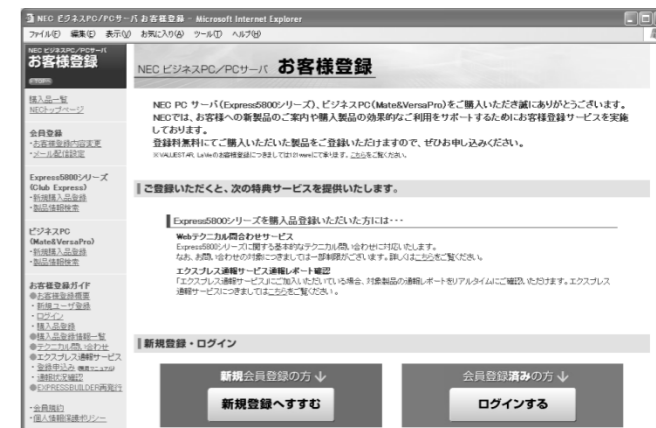 NEC ビジネスPC/PCサーバ お客様登録 - Microsoft Internet Explorer
ファイル(F) 編集(E) 表示(V) お気に入り(A) ツール(T) ヘルプ(H)
NEC ビジネスPC/PCサーバ
お客様登録
NEC ビジネスPC/PCサーバ お客様登録
購入品一覧
NECトップページ
会員登録
・お客様登録内容変更
・メール配信設定
Express5800シリーズ
(Club Express)
・新規購入品登録
・製品情報検索
ビジネスPC
(Mate&VersaPro)
・新規購入品登録
・製品情報検索
お客様登録ガイド
●お客様登録概要
・新規ユーザ登録
・ログイン
・購入品登録
●購入品登録情報一覧
●テクニカル問い合わせ
●エクスプレス通報サービス
・登録申込み
・通報状況確認
●EXPRESSBUILDER再発行
・会員規約
・個人情報保護ポリシー
NEC PC サーバ(Express5800シリーズ)、ビジネスPC(Mate&VersaPro)をご購入いただき誠にありがとうございます。
NECでは、お客様への新製品のご案内や購入製品の効果的なご利用をサポートするためにお客様登録サービスを実施
しております。
登録料無料にてご購入いただいた製品をご登録いただけますので、ぜひお申し込みください。
※VALUESTAR, LaVieのお客様登録につきましては121wareにて承ります。こちらをご覧ください。
ご登録いただくと、次の特典サービスを提供いたします。
Express5800シリーズを購入品登録いただいた方には・・・
Webテクニカル問合わせサービス
Express5800シリーズに関する基本的なテクニカル問い合わせに対応いたします。
なお、お問い合わせの対象につきましては一部制限がございます。詳しくはこちらをご覧ください。
エクスプレス通報サービス通報レポート確認
「エクスプレス通報サービス」にご加入いただいている場合、対象製品の通報レポートをリアルタイムにご確認いただけます。エクスプレス
通報サービスにつきましてはこちらをご覧ください。
新規登録・ログイン
新規会員登録の方↓
新規登録へすすむ
会員登録済みの方↓
ログインする